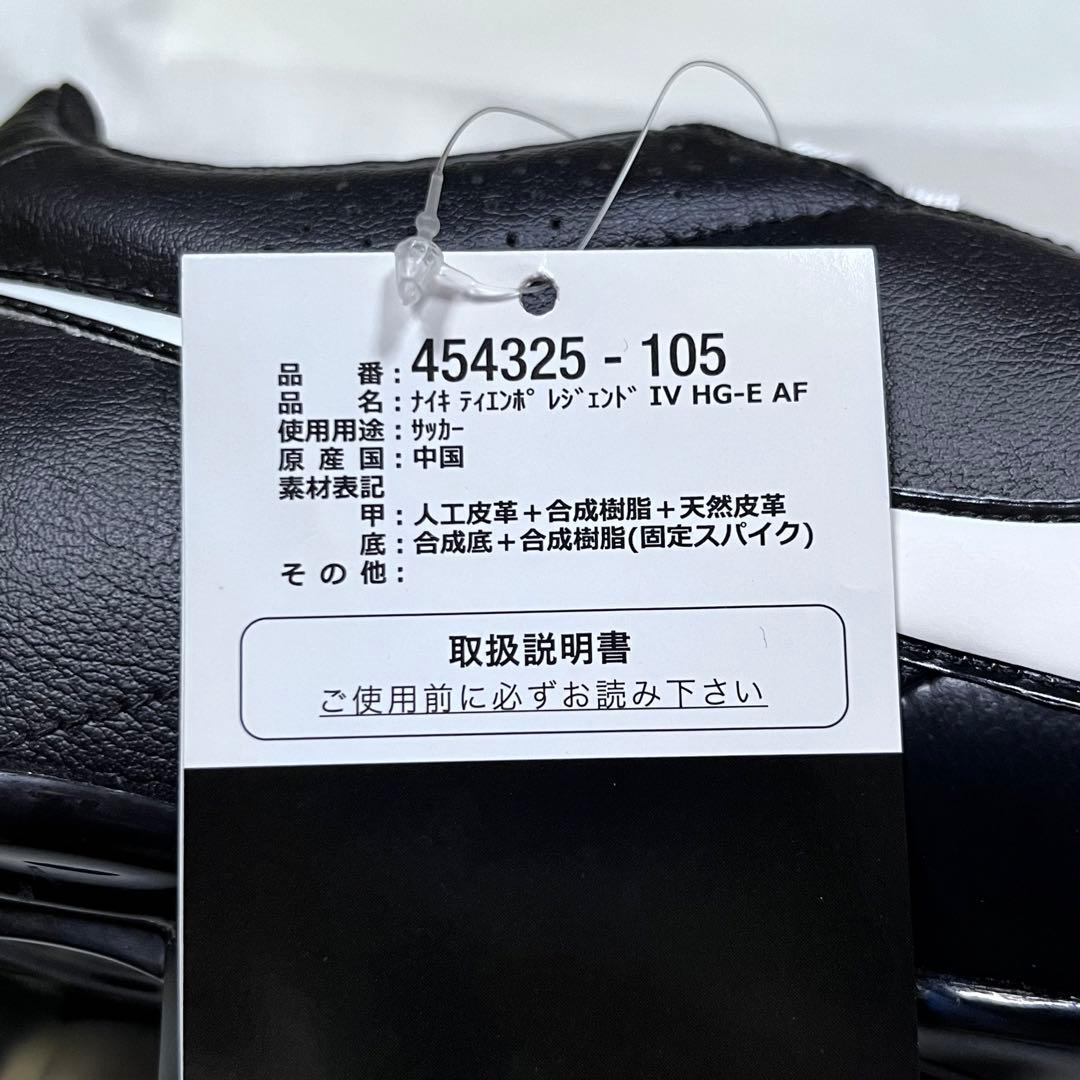 品　　番：454325 - 105
品　　名：ﾅｲｷ ﾃｨｴﾝﾎﾟ ﾚｼﾞｪﾝﾄﾞ IV HG-E AF
使用用途：ｻｯｶｰ
原 産 国：中国
素材表記
甲：人工皮革＋合成樹脂＋天然皮革
底：合成底＋合成樹脂(固定スパイク)
そ の 他：
取扱説明書
ご使用前に必ずお読み下さい